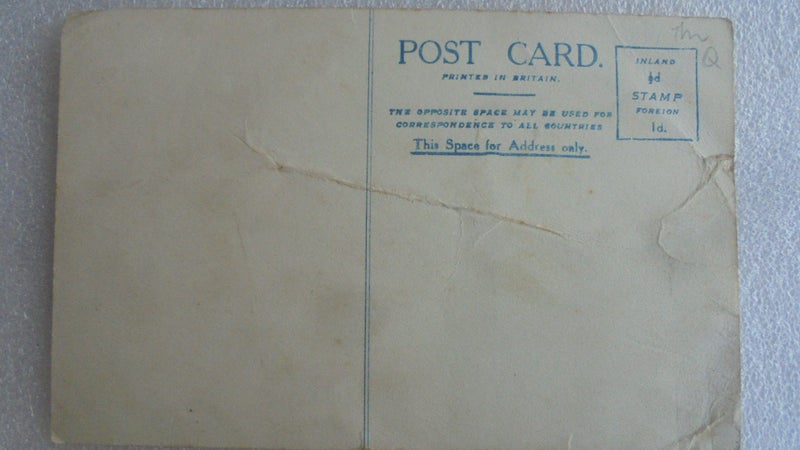 POST CARD.
PRINTED IN BRITAIN.
THE OPPOSITE SPACE MAY BE USED FOR
CORRESPONDENCE TO ALL COUNTRIES
This Space for Address only.
INLAND
½d
STAMP
FOREIGN
1d.
Q